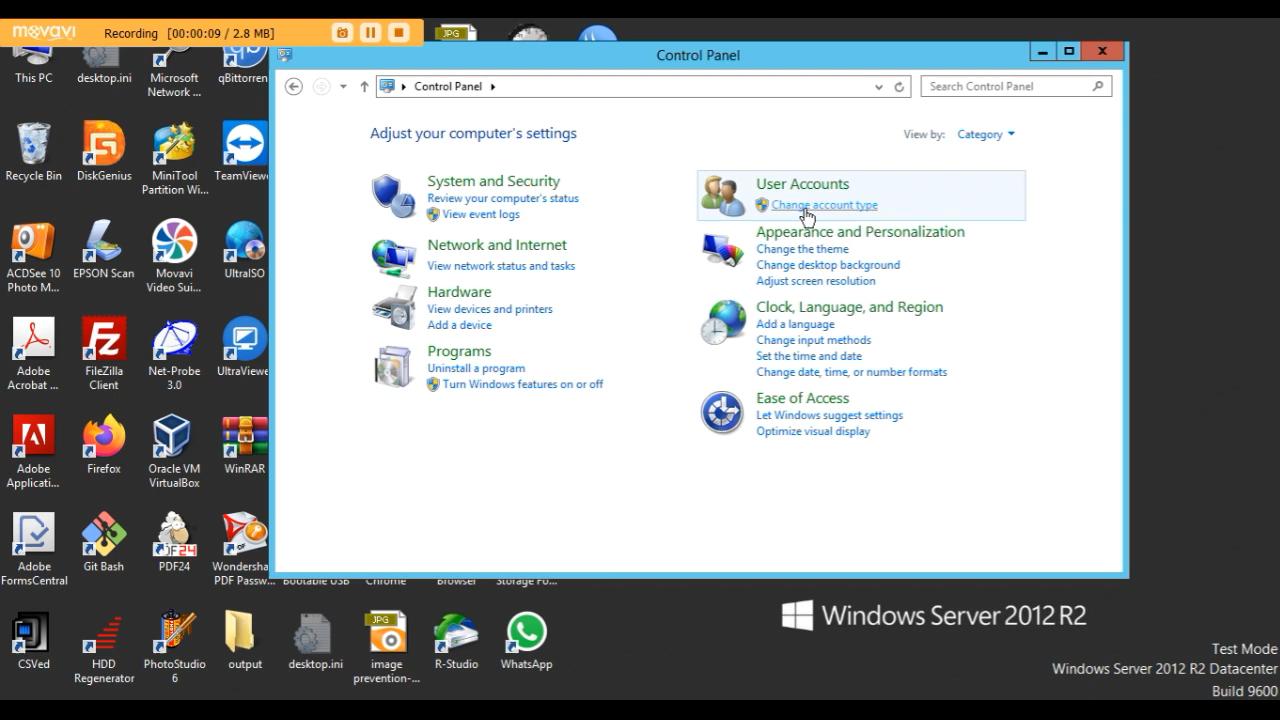 movavi
Recording [00:00:09 / 2.8 MB]
JPG
Control Panel
Control Panel
Search Control Panel
Adjust your computer's settings
View by: Category
System and Security
Review your computer's status
View event logs
Network and Internet
View network status and tasks
Hardware
View devices and printers
Add a device
Programs
Uninstall a program
Turn Windows features on or off
User Accounts
Change account type
Appearance and Personalization
Change the theme
Change desktop background
Adjust screen resolution
Clock, Language, and Region
Add a language
Change input methods
Set the time and date
Change date, time, or number formats
Ease of Access
Let Windows suggest settings
Optimize visual display
This PC
desktop.ini
Microsoft
Network ...
qBittorren
Recycle Bin
DiskGenius
MiniTool
Partition Wi...
TeamViewe
ACDSee 10
Photo M...
EPSON Scan
Movavi
Video Sui...
UltraISO
Adobe
Acrobat ...
FileZilla
Client
Net-Probe
3.0
UltraViewe
Adobe
Applicati...
Firefox
Oracle VM
VirtualBox
WinRAR
Adobe
FormsCentral
Git Bash
PDF24
PDF24
Wondersha
PDF Passw...
Bootable USB
Chrome
Browser
Storage Fo...
CSVed
HDD
Regenerator
PhotoStudio
6
output
desktop.ini
JPG
image
prevention-...
R-Studio
WhatsApp
Windows Server 2012 R2
Test Mode
Windows Server 2012 R2 Datacenter
Build 9600